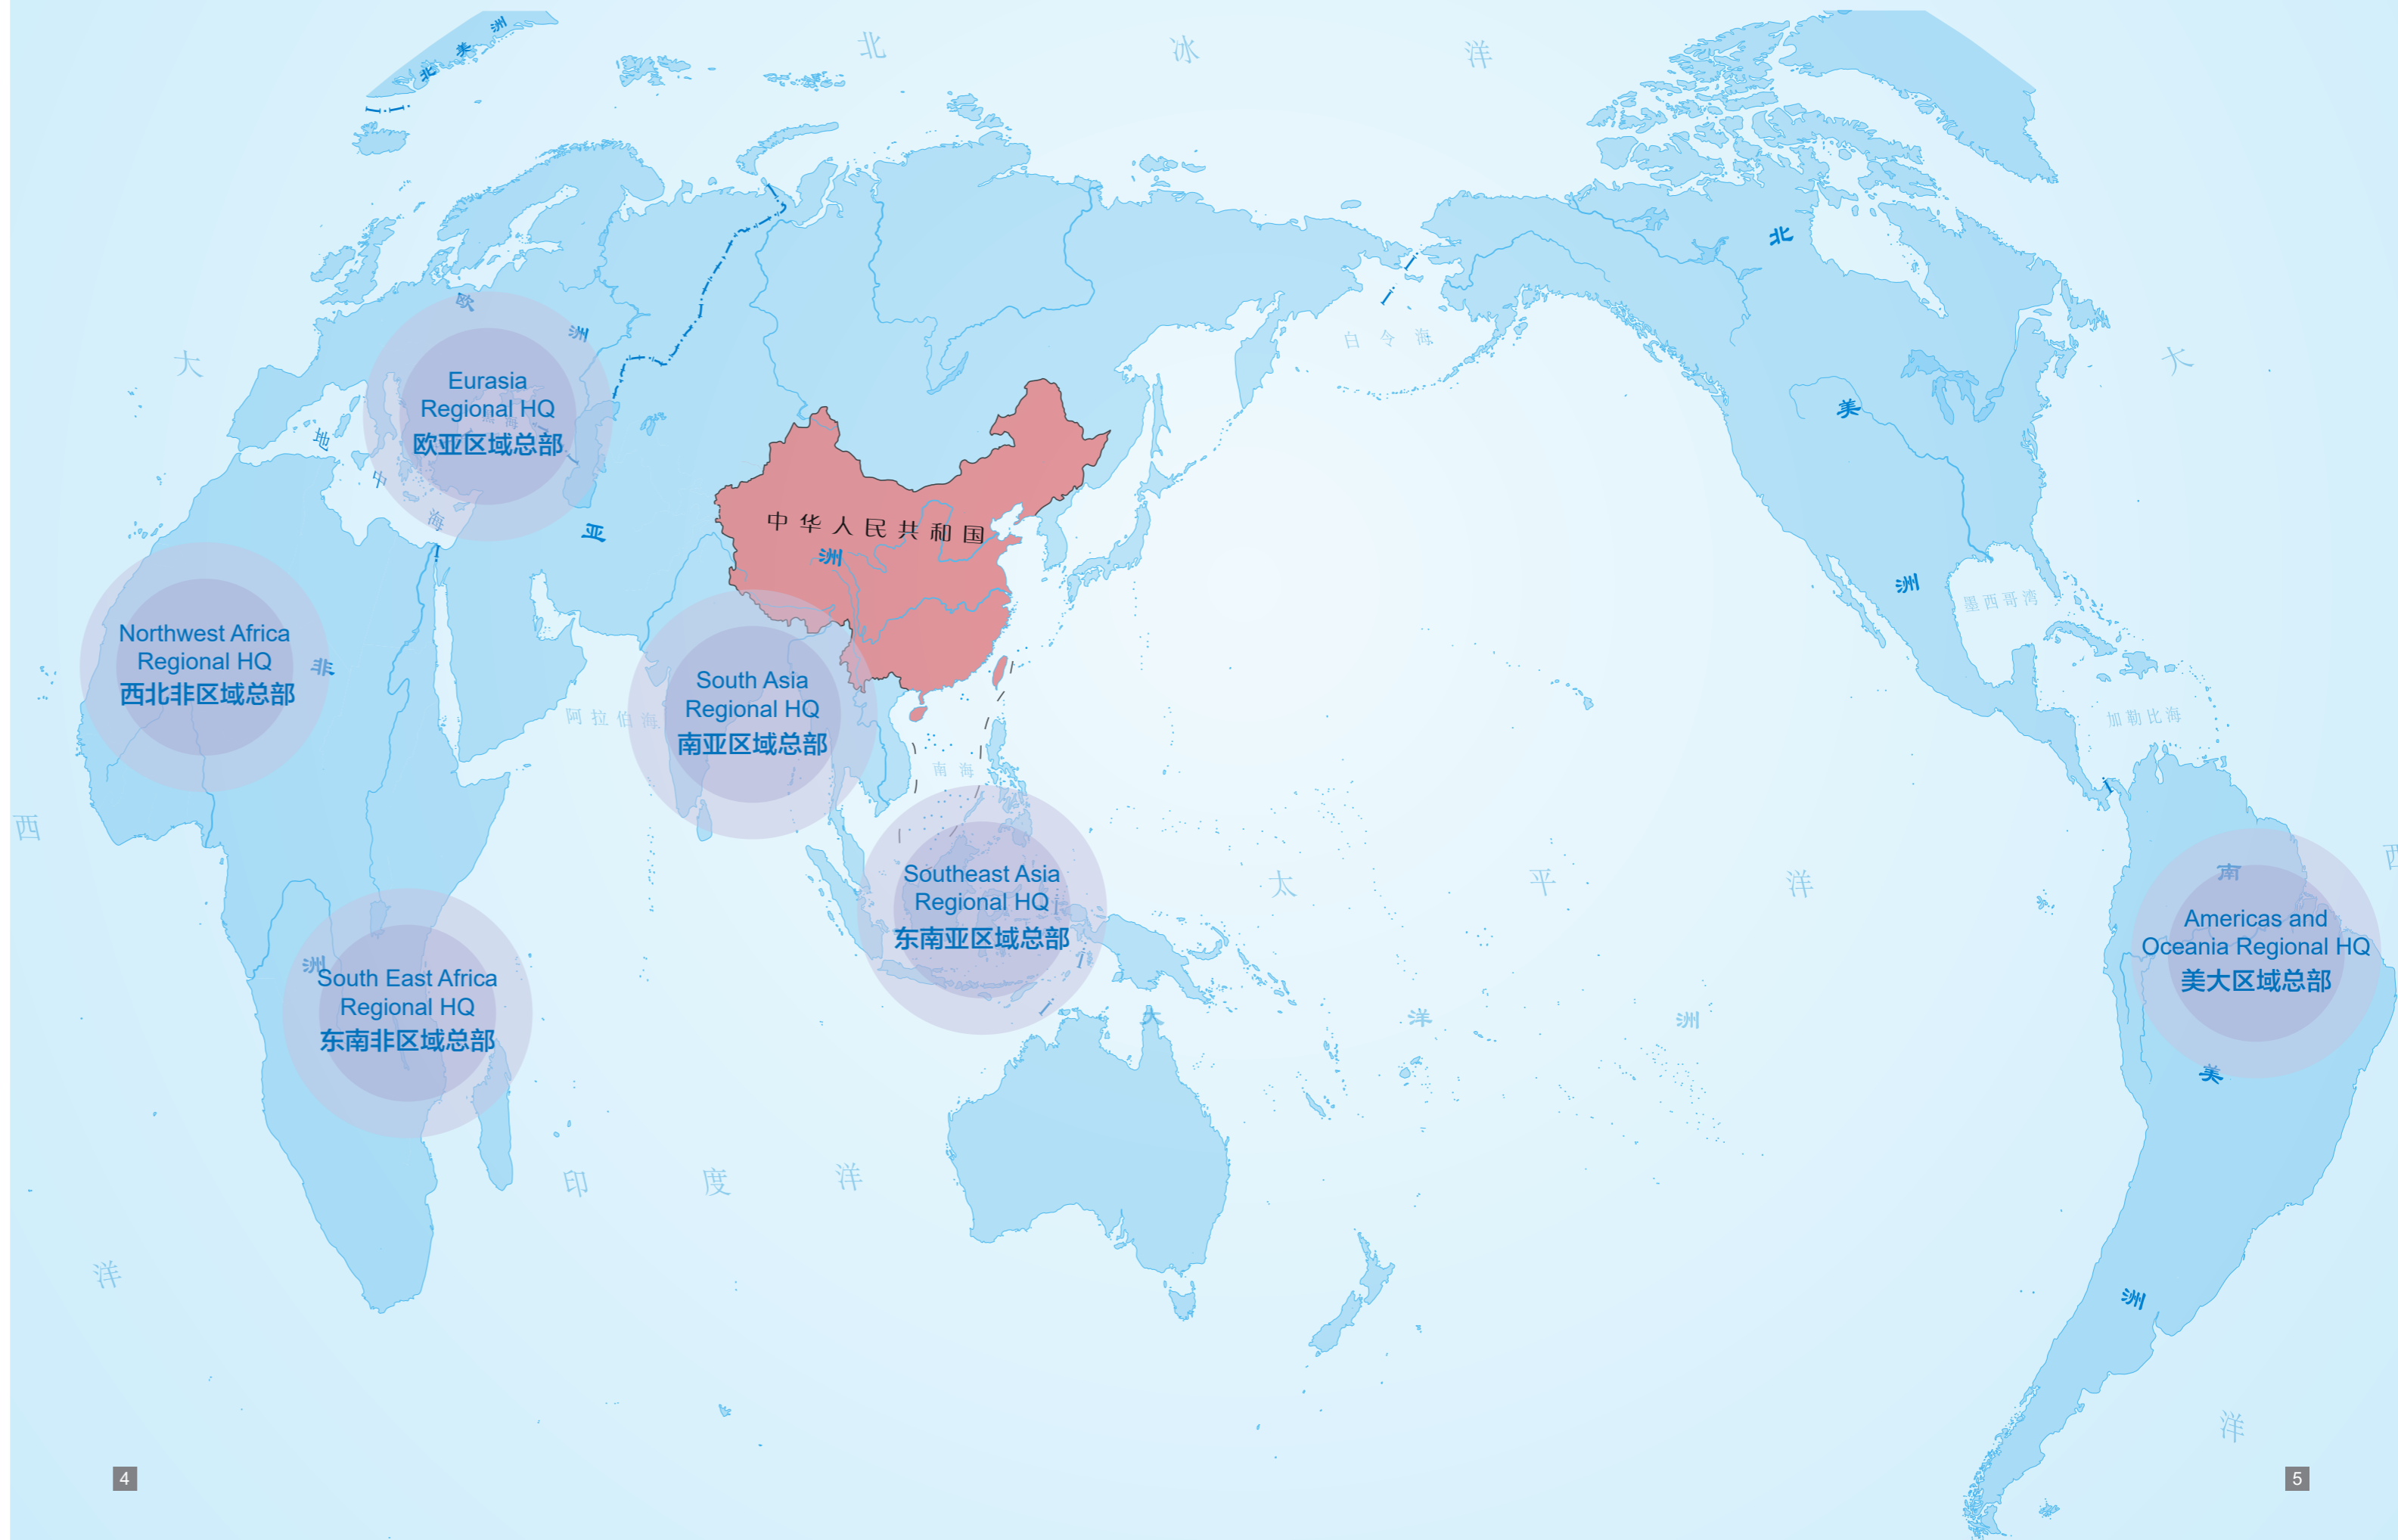 北美洲
北冰洋
北美洲
白令海
大
大
欧洲
Eurasia
Regional HQ
欧亚区域总部
地中海
亚洲
中华人民共和国
墨西哥湾
Northwest Africa
Regional HQ
西北非区域总部
非洲
阿拉伯海
South Asia
Regional HQ
南亚区域总部
南海
加勒比海
西
西
Southeast Asia
Regional HQ
东南亚区域总部
太平洋
南美洲
Americas and
Oceania Regional HQ
美大区域总部
South East Africa
Regional HQ
东南非区域总部
大洋洲
印度洋
洋
洋
4
5